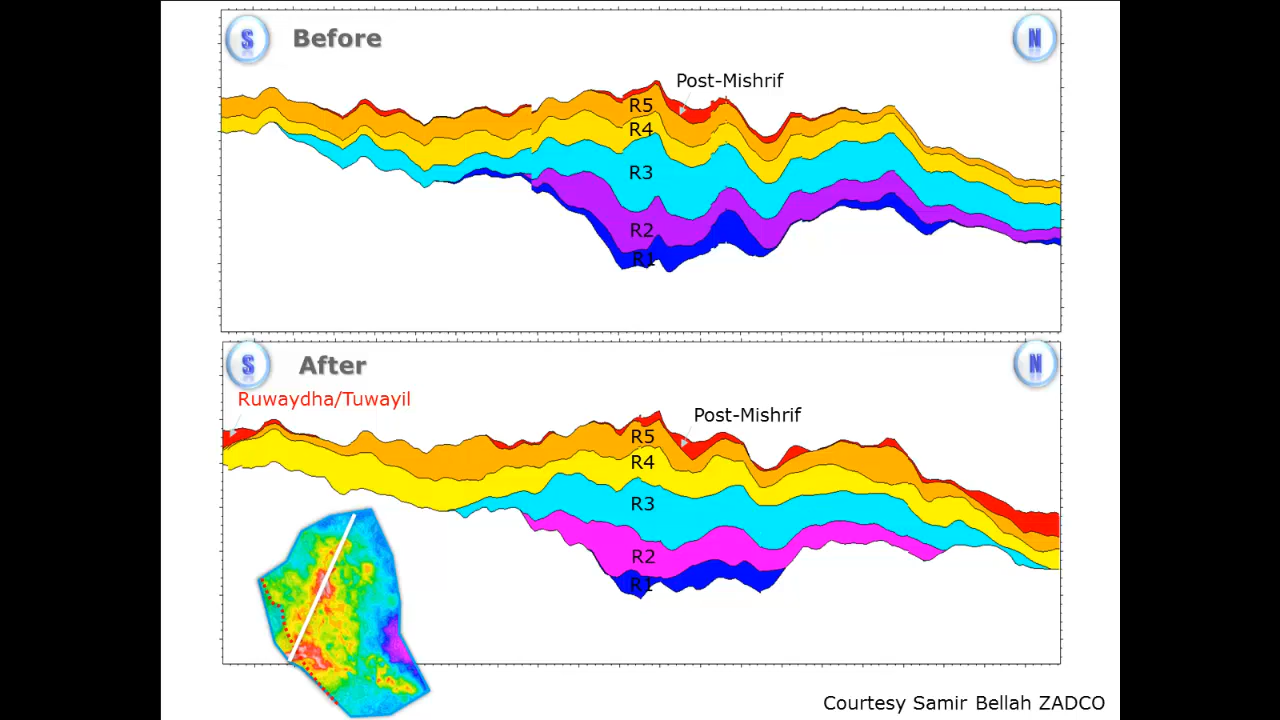 S
Before
N
Post-Mishrif
R5
R4
R3
R2
R1
S
After
N
Ruwaydha/Tuwayil
Post-Mishrif
R5
R4
R3
R2
R1
Courtesy Samir Bellah ZADCO